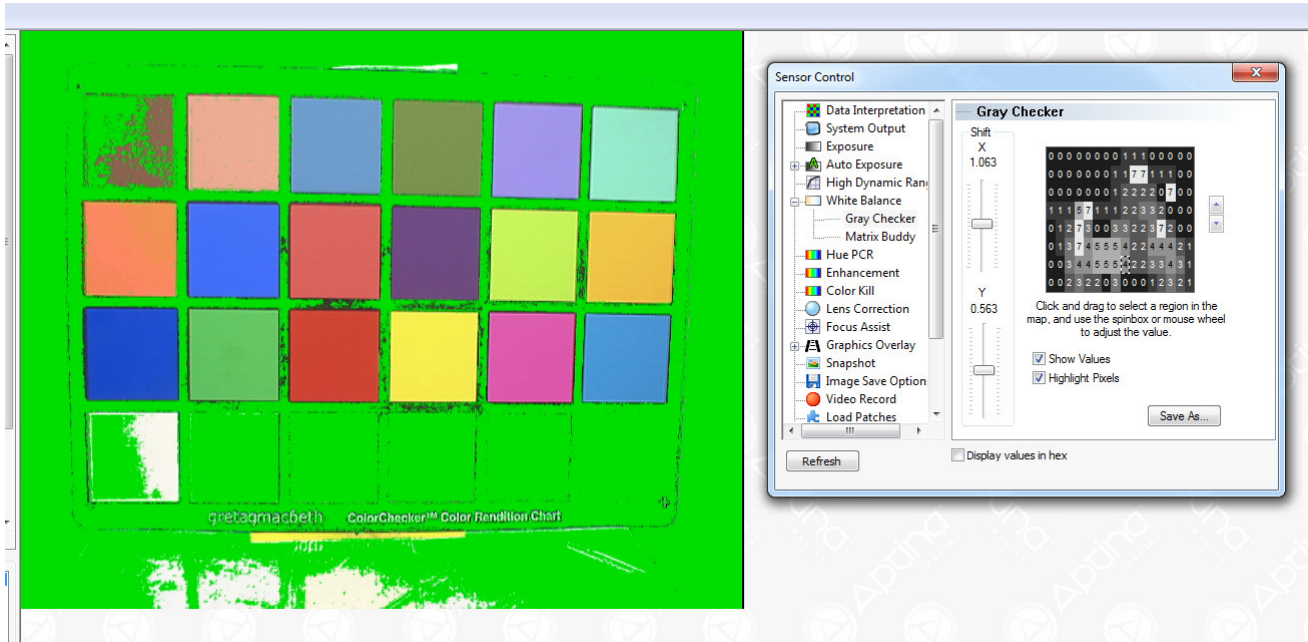 gretagmacbeth ColorChecker™ Color Rendition Chart
Sensor Control
Data Interpretation
System Output
Exposure
Auto Exposure
High Dynamic Ran
White Balance
Gray Checker
Matrix Buddy
Hue PCR
Enhancement
Color Kill
Lens Correction
Focus Assist
Graphics Overlay
Snapshot
Image Save Option
Video Record
Load Patches
Refresh
Gray Checker
Shift
X
1.063
Y
0.563
0 0 0 0 0 0 0 0 1 1 1 0 0 0 0 0
0 0 0 0 0 0 0 1 1 7 7 1 1 1 0 0
0 0 0 0 0 0 0 1 2 2 2 2 0 7 0 0
1 1 1 5 7 1 1 1 2 2 3 3 2 0 0 0
0 1 2 7 3 0 0 3 3 2 2 3 7 2 0 0
0 1 3 7 4 5 5 5 4 2 2 4 4 4 2 1
0 0 3 4 4 5 5 5 4 2 2 3 3 4 3 1
0 0 2 3 2 2 0 3 0 0 0 1 2 3 2 1
Click and drag to select a region in the
map, and use the spinbox or mouse wheel
to adjust the value.
Show Values
Highlight Pixels
Save As...
Display values in hex
APTINA